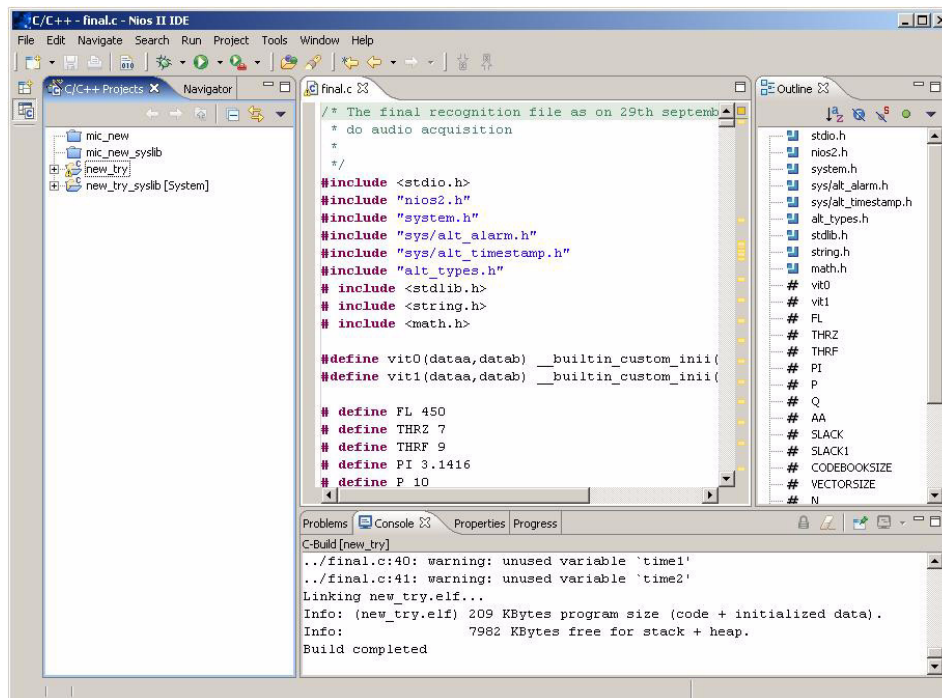 C/C++ - final.c - Nios II IDE
File Edit Navigate Search Run Project Tools Window Help
C/C++ Projects
Navigator
mic_new
mic_new_syslib
new_try
new_try_syslib [System]
final.c
/* The final recognition file as on 29th septemb
* do audio acquisition
*
*/
#include <stdio.h>
#include "nios2.h"
#include "system.h"
#include "sys/alt_alarm.h"
#include "sys/alt_timestamp.h"
#include "alt_types.h"
# include <stdlib.h>
# include <string.h>
# include <math.h>
#define vit0(dataa,datab) __builtin_custom_inii(
#define vit1(dataa,datab) __builtin_custom_inii(
# define FL 450
# define THRZ 7
# define THRF 9
# define PI 3.1416
# define P 10
Outline
stdio.h
nios2.h
system.h
sys/alt_alarm.h
sys/alt_timestamp.h
alt_types.h
stdlib.h
string.h
math.h
# vit0
# vit1
# FL
# THRZ
# THRF
# PI
# P
# Q
# AA
# SLACK
# SLACK1
# CODEBOOKSIZE
# VECTORSIZE
# N
Problems Console Properties Progress
C-Build [new_try]
../final.c:40: warning: unused variable `time1'
../final.c:41: warning: unused variable `time2'
Linking new_try.elf...
Info: (new_try.elf) 209 KBytes program size (code + initialized data).
Info: 7982 KBytes free for stack + heap.
Build completed